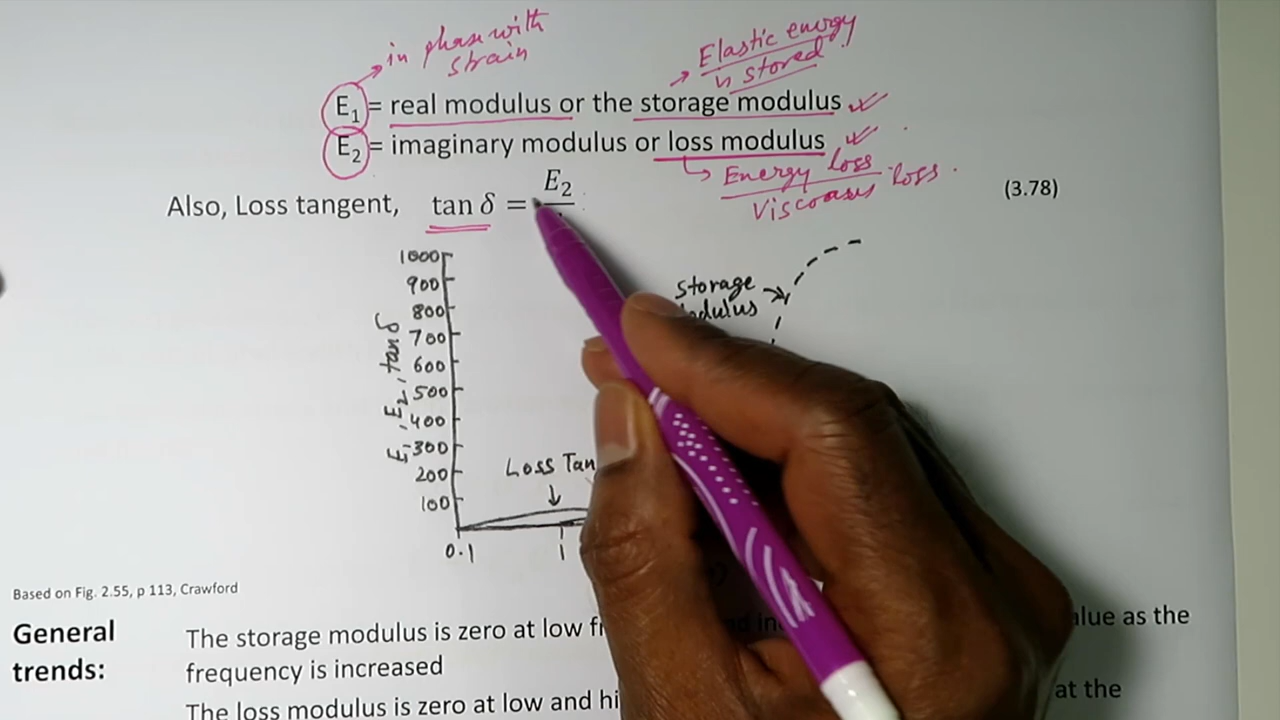 in phase with
strain
Elastic energy
is stored
E1 = real modulus or the storage modulus
E2 = imaginary modulus or loss modulus
Energy loss
Viscoaus loss
Also, Loss tangent, tan δ = E2
(3.78)
1000
900
800
700
600
500
400
300
200
100
E1, E2, tanδ
Storage
Loss Tan
0.1 1
Based on Fig. 2.55, p 113, Crawford
General
trends:
The storage modulus is zero at low
alue as the
frequency is increased
The loss modulus is zero at low and hi
at the